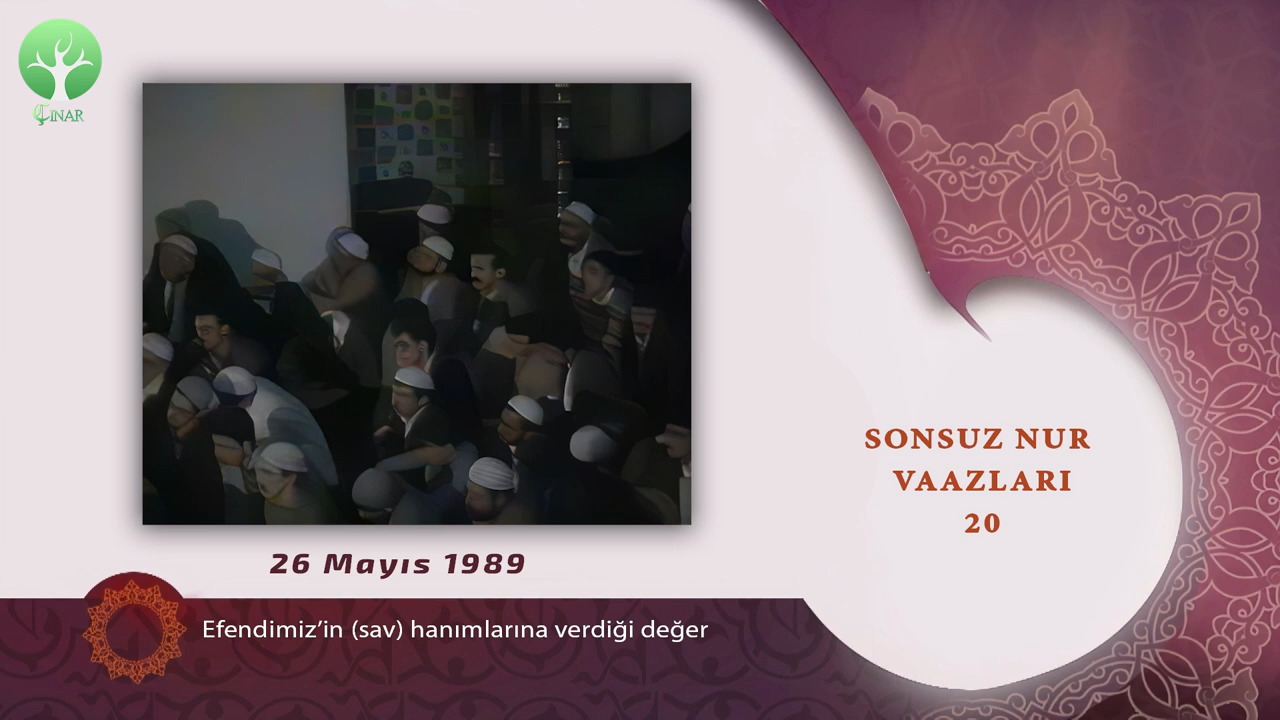 ÇINAR
SONSUZ NUR
VAAZLARI
20
26 Mayıs 1989
Efendimiz’in (sav) hanımlarına verdiği değer